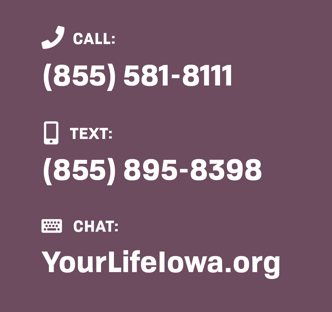 CALL:
(855) 581-8111
TEXT:
(855) 895-8398
CHAT:
YourLifeIowa.org